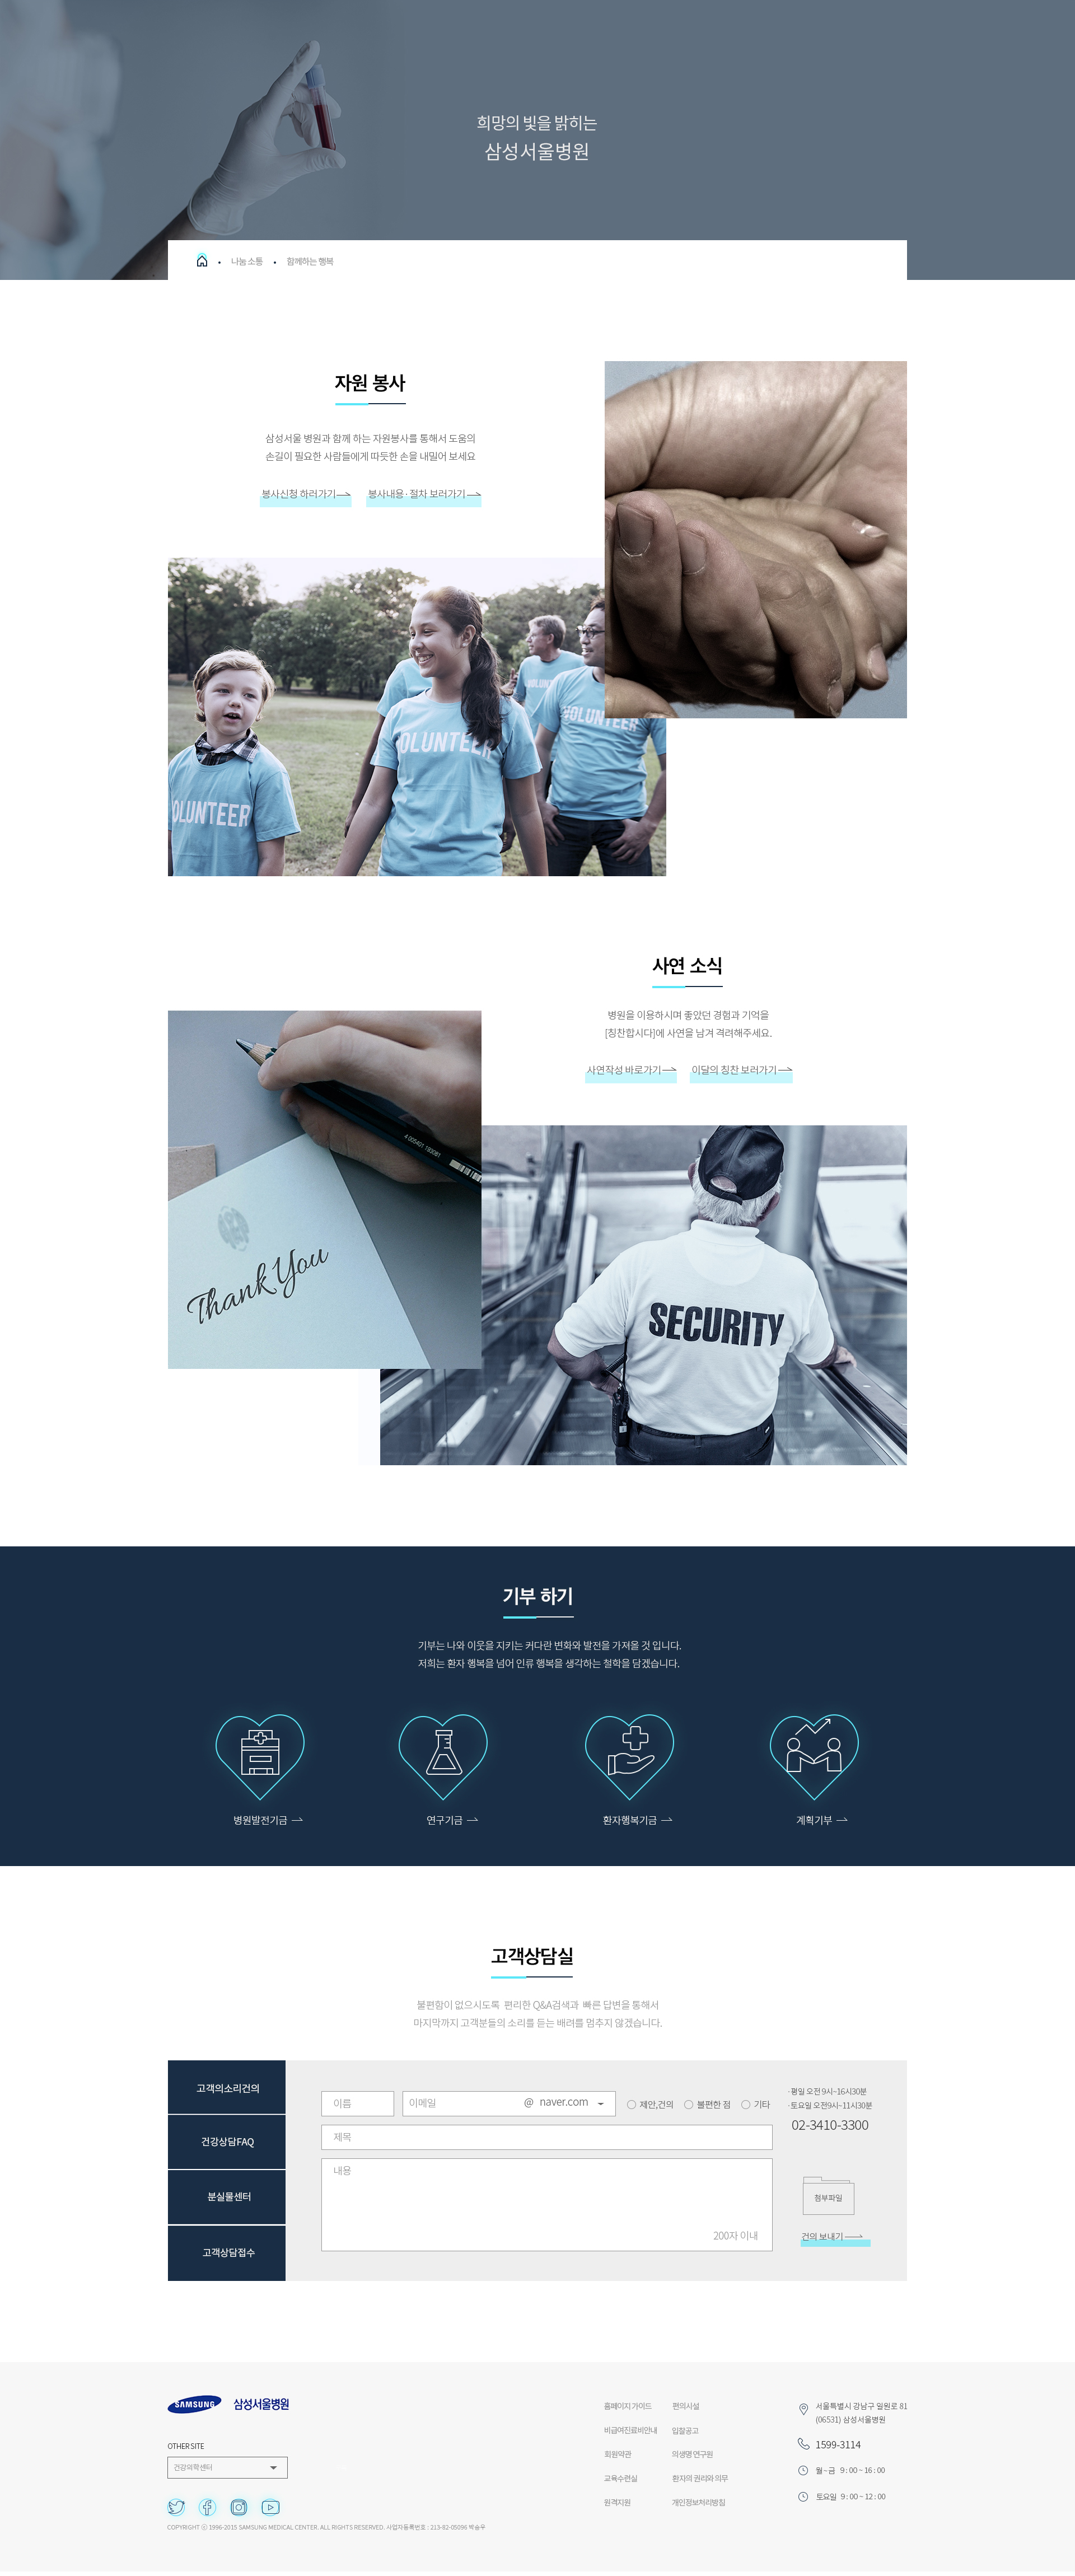 희망의 빛을 밝히는
삼성서울병원
나눔 소통
함께하는 행복
자원 봉사
삼성서울 병원과 함께 하는 자원봉사를 통해서 도움의
손길이 필요한 사람들에게 따듯한 손을 내밀어 보세요
봉사신청 하러가기
봉사내용 · 절차 보러가기
VOLUNTEER
VOLUNTEER
사연 소식
병원을 이용하시며 좋았던 경험과 기억을
[칭찬합시다]에 사연을 남겨 격려해주세요.
사연작성 바로가기
이달의 칭찬 보러가기
Thank You
SECURITY
기부 하기
기부는 나와 이웃을 지키는 커다란 변화와 발전을 가져올 것 입니다.
저희는 환자 행복을 넘어 인류 행복을 생각하는 철학을 담겠습니다.
병원발전기금
연구기금
환자행복기금
계획기부
고객상담실
불편함이 없으시도록 편리한 Q&A검색과 빠른 답변을 통해서
마지막까지 고객분들의 소리를 듣는 배려를 멈추지 않겠습니다.
고객의소리건의
건강상담FAQ
분실물센터
고객상담접수
이름
이메일
@ naver.com
제안,건의
불편한 점
기타
제목
내용
200자 이내
· 평일 오전 9시~16시30분
· 토요일 오전9시~11시30분
02-3410-3300
첨부파일
건의 보내기
SAMSUNG 삼성서울병원
OTHER SITE
건강의학센터
COPYRIGHT ⓒ 1996-2015 SAMSUNG MEDICAL CENTER. ALL RIGHTS RESERVED. 사업자등록번호 : 213-82-05096 박승우
홈페이지 가이드
비급여진료비안내
회원약관
교육수련실
원격지원
편의시설
입찰공고
의생명 연구원
환자의 권리와 의무
개인정보처리방침
서울특별시 강남구 일원로 81
(06531) 삼성서울병원
1599-3114
월 ~ 금 9 : 00 ~ 16 : 00
토요일 9 : 00 ~ 12 : 00